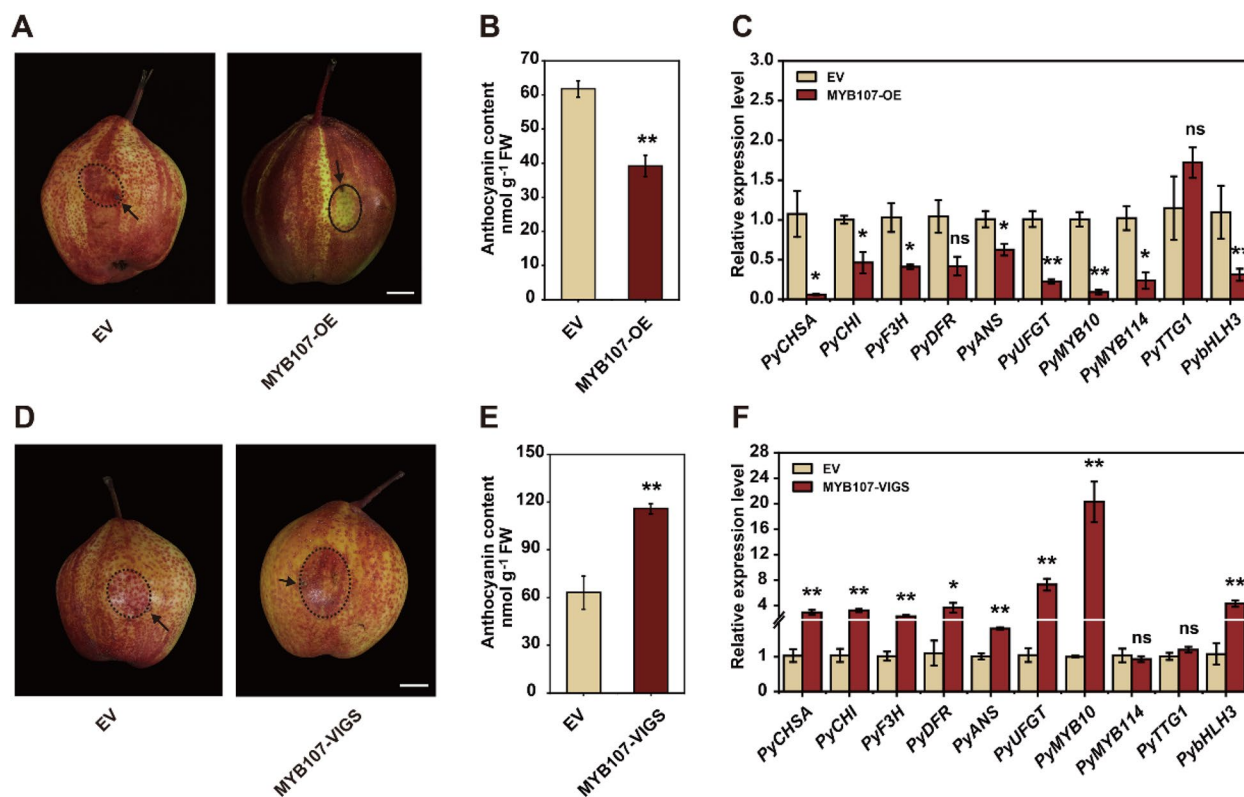 A
EV
MYB107-OE
B
Anthocyanin content
nmol g⁻¹ FW
70
60
50
40
30
20
10
0
**
EV
MYB107-OE
C
Relative expression level
3.0
2.5
2.0
1.5
1.0
0.5
0.0
EV
MYB107-OE
*
*
*
ns
*
**
**
*
ns
**
PyCHSA
PyCHI
PyF3H
PyDFR
PyANS
PyUFGT
PyMYB10
PyMYB114
PyTTG1
PybHLH3
D
EV
MYB107-VIGS
E
Anthocyanin content
nmol g⁻¹ FW
150
120
90
60
30
0
**
EV
MYB107-VIGS
F
Relative expression level
28
24
20
16
12
8
4
1
0
EV
MYB107-VIGS
**
**
**
*
**
**
**
ns
ns
**
PyCHSA
PyCHI
PyF3H
PyDFR
PyANS
PyUFGT
PyMYB10
PyMYB114
PyTTG1
PybHLH3